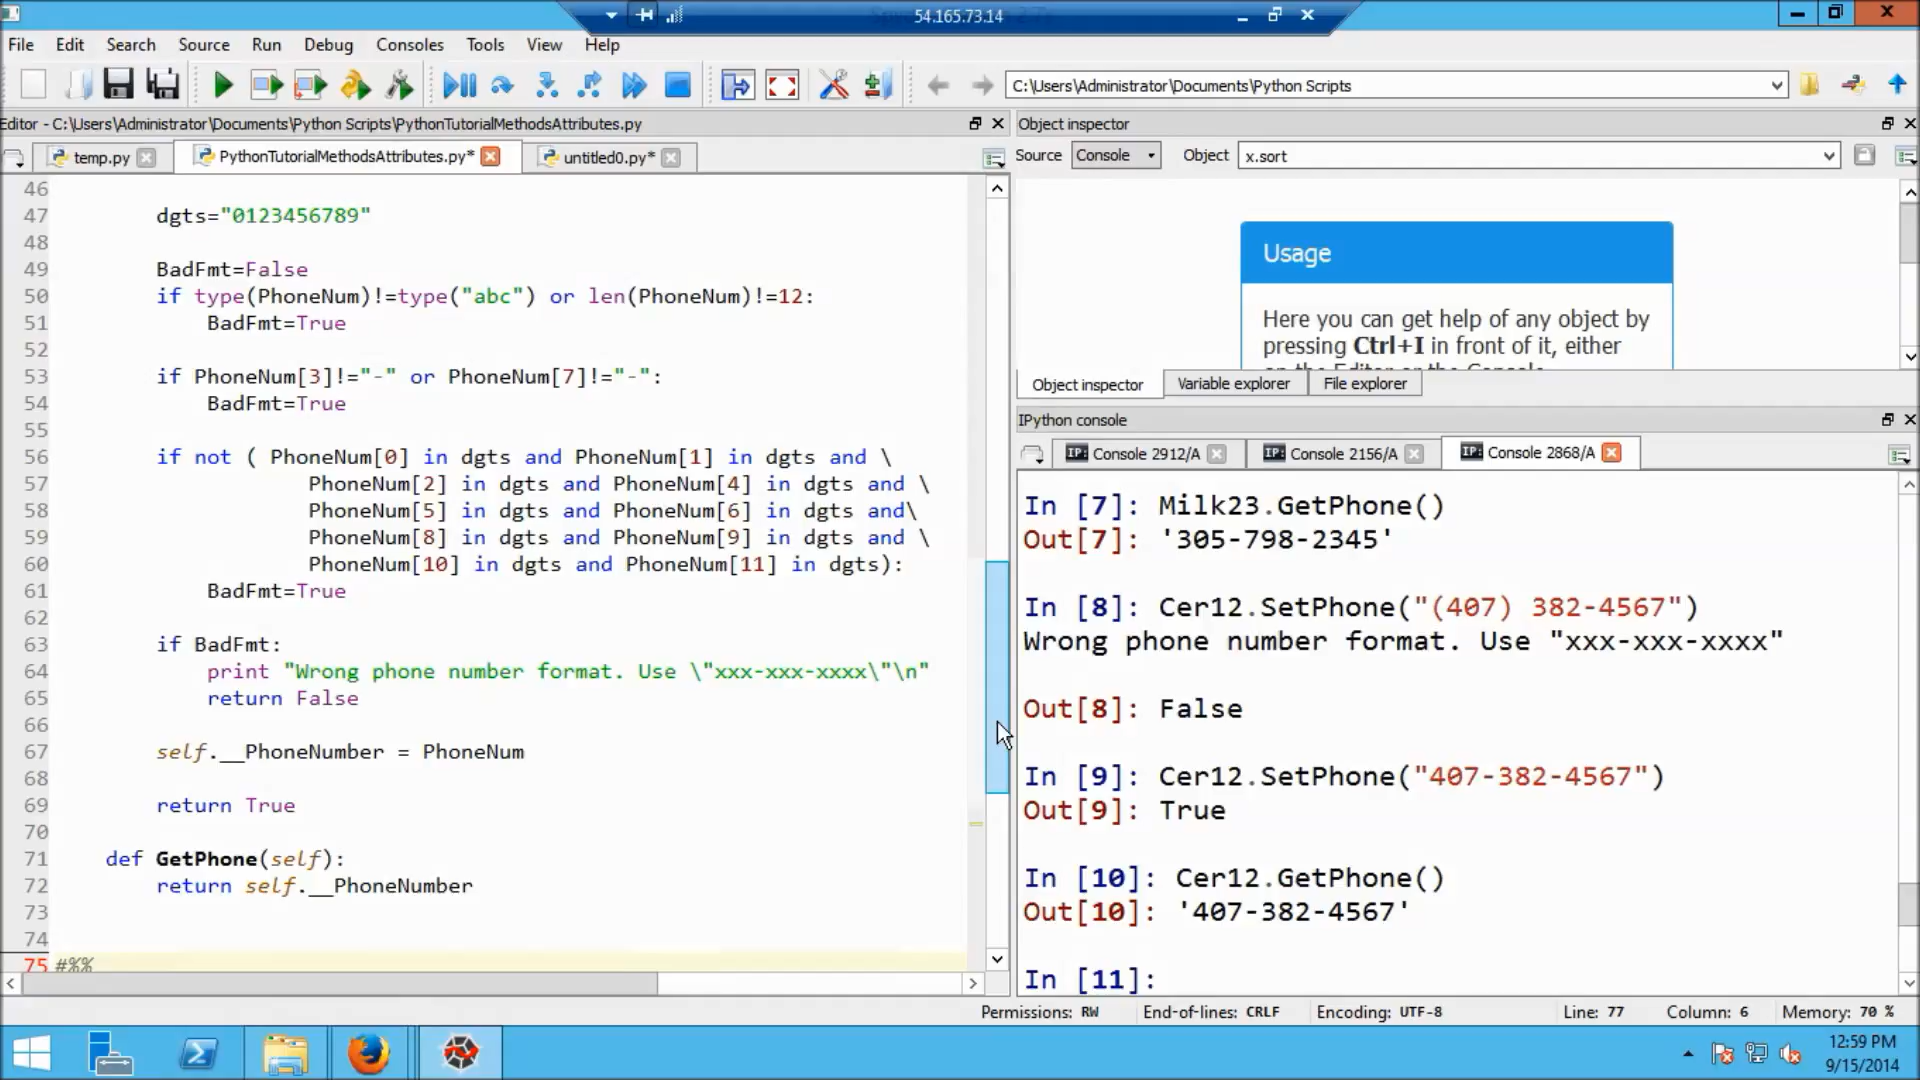 54.165.73.14
File Edit Search Source Run Debug Consoles Tools View Help
C:\Users\Administrator\Documents\Python Scripts
Editor - C:\Users\Administrator\Documents\Python Scripts\PythonTutorialMethodsAttributes.py
temp.py PythonTutorialMethodsAttributes.py* untitled0.py*
46
47 dgts="0123456789"
48
49 BadFmt=False
50 if type(PhoneNum)!=type("abc") or len(PhoneNum)!=12:
51 BadFmt=True
52
53 if PhoneNum[3]!="-" or PhoneNum[7]!="-":
54 BadFmt=True
55
56 if not ( PhoneNum[0] in dgts and PhoneNum[1] in dgts and \
57 PhoneNum[2] in dgts and PhoneNum[4] in dgts and \
58 PhoneNum[5] in dgts and PhoneNum[6] in dgts and\
59 PhoneNum[8] in dgts and PhoneNum[9] in dgts and \
60 PhoneNum[10] in dgts and PhoneNum[11] in dgts):
61 BadFmt=True
62
63 if BadFmt:
64 print "Wrong phone number format. Use \"xxx-xxx-xxxx\"\n"
65 return False
66
67 self.__PhoneNumber = PhoneNum
68
69 return True
70
71 def GetPhone(self):
72 return self.__PhoneNumber
73
74
75 #%%
Object inspector
Source Console Object x.sort
Usage
Here you can get help of any object by
pressing Ctrl+I in front of it, either
on the Editor or the Console.
Object inspector Variable explorer File explorer
IPython console
IP: Console 2912/A IP: Console 2156/A IP: Console 2868/A
In [7]: Milk23.GetPhone()
Out[7]: '305-798-2345'
In [8]: Cer12.SetPhone("(407) 382-4567")
Wrong phone number format. Use "xxx-xxx-xxxx"
Out[8]: False
In [9]: Cer12.SetPhone("407-382-4567")
Out[9]: True
In [10]: Cer12.GetPhone()
Out[10]: '407-382-4567'
In [11]:
Permissions: RW End-of-lines: CRLF Encoding: UTF-8 Line: 77 Column: 6 Memory: 70 %
12:59 PM
9/15/2014